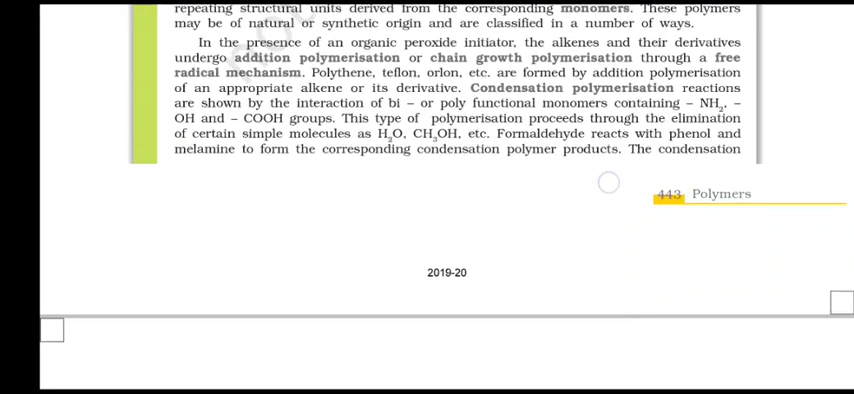 repeating structural units derived from the corresponding monomers. These polymers
may be of natural or synthetic origin and are classified in a number of ways.
In the presence of an organic peroxide initiator, the alkenes and their derivatives
undergo addition polymerisation or chain growth polymerisation through a free
radical mechanism. Polythene, teflon, orlon, etc. are formed by addition polymerisation
of an appropriate alkene or its derivative. Condensation polymerisation reactions
are shown by the interaction of bi – or poly functional monomers containing – NH₂, –
OH and – COOH groups. This type of polymerisation proceeds through the elimination
of certain simple molecules as H₂O, CH₃OH, etc. Formaldehyde reacts with phenol and
melamine to form the corresponding condensation polymer products. The condensation
443 Polymers
2019-20